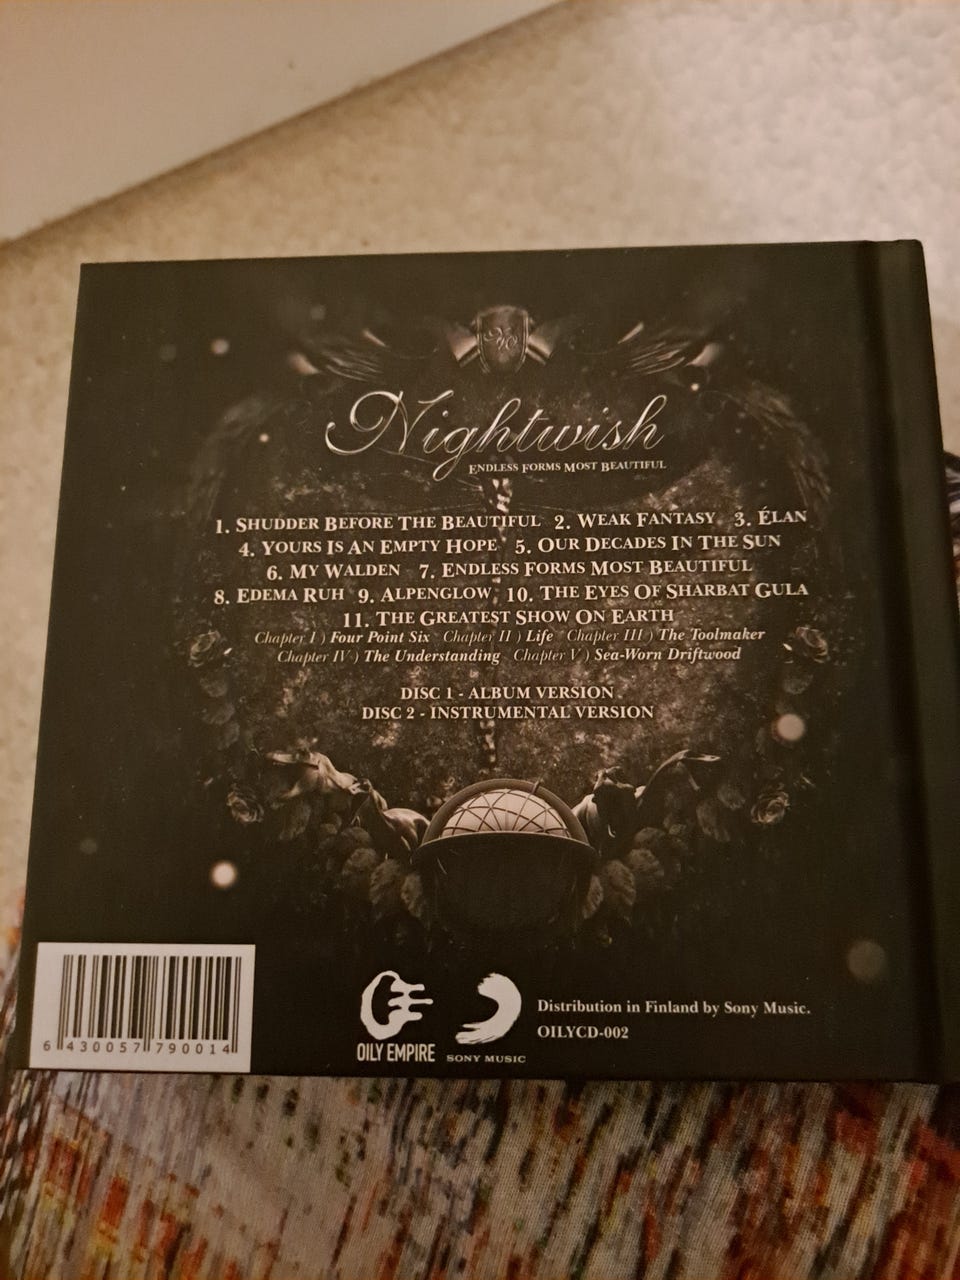 Nightwish
ENDLESS FORMS MOST BEAUTIFUL
1. SHUDDER BEFORE THE BEAUTIFUL 2. WEAK FANTASY 3. ÉLAN
4. YOURS IS AN EMPTY HOPE 5. OUR DECADES IN THE SUN
6. MY WALDEN 7. ENDLESS FORMS MOST BEAUTIFUL
8. EDEMA RUH 9. ALPENGLOW 10. THE EYES OF SHARBAT GULA
11. THE GREATEST SHOW ON EARTH
Chapter I ) Four Point Six Chapter II ) Life Chapter III ) The Toolmaker
Chapter IV ) The Understanding Chapter V ) Sea-Worn Driftwood
DISC 1 - ALBUM VERSION
DISC 2 - INSTRUMENTAL VERSION
6 430057 790014
OILY EMPIRE
SONY MUSIC
Distribution in Finland by Sony Music.
OILYCD-002